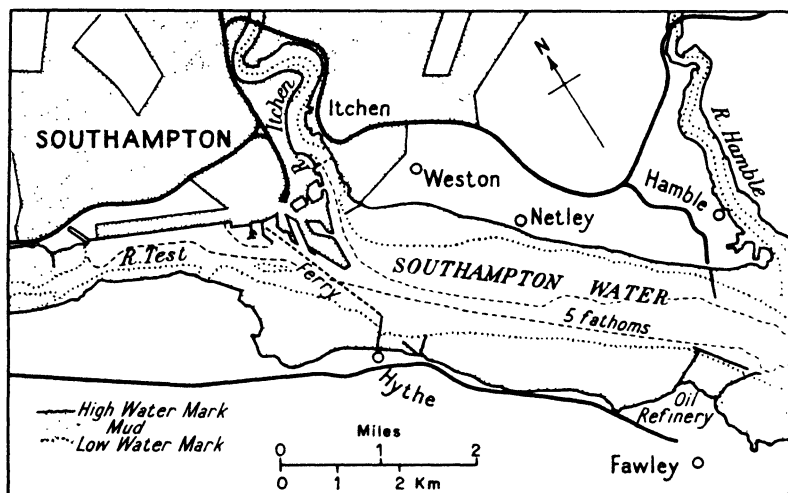 N
Itchen
Itchen
R.
SOUTHAMPTON
Weston
R. Hamble
Hamble
Netley
R. Test
SOUTHAMPTON WATER
Ferry
5 fathoms
Hythe
High Water Mark
Mud
Low Water Mark
Oil
Refinery
Miles
0 1 2
0 1 2 Km
Fawley